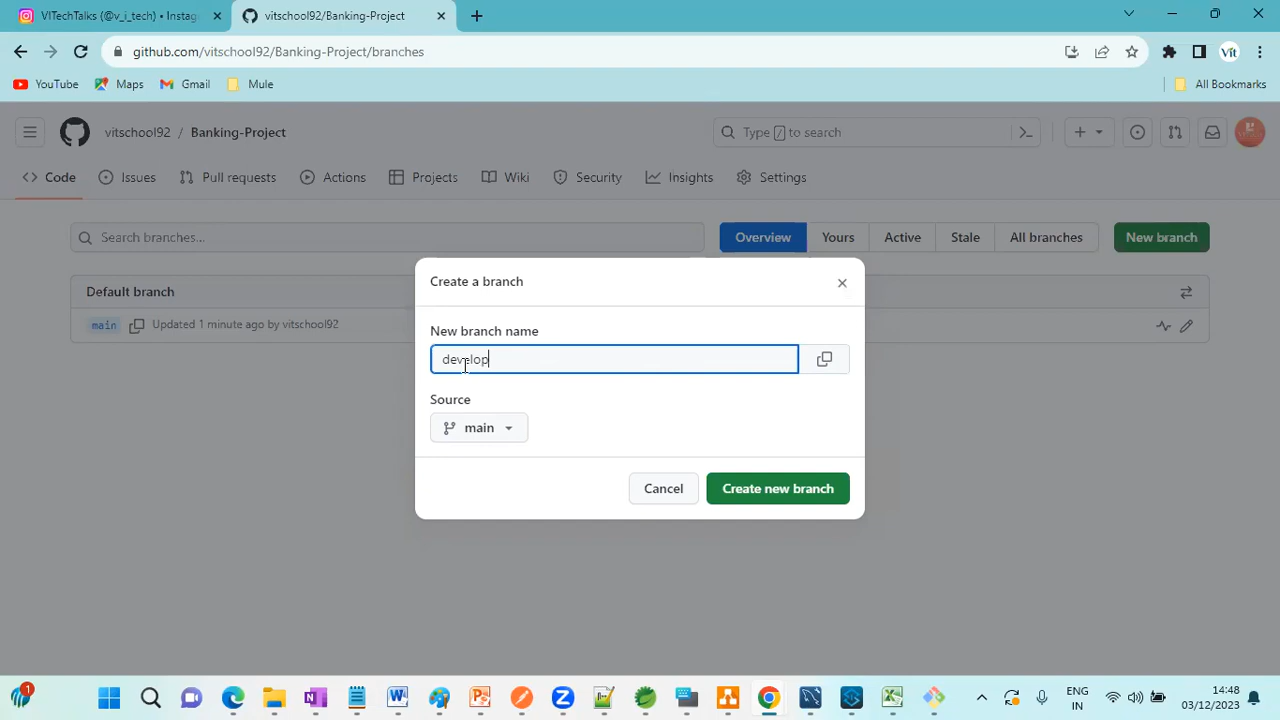 VITechTalks (@v_i_tech) • Instag
vitschool92/Banking-Project
github.com/vitschool92/Banking-Project/branches
Vit
YouTube
Maps
Gmail
Mule
All Bookmarks
vitschool92 / Banking-Project
Type / to search
Code
Issues
Pull requests
Actions
Projects
Wiki
Security
Insights
Settings
Search branches...
Overview
Yours
Active
Stale
All branches
New branch
Default branch
main
Updated 1 minute ago by vitschool92
Create a branch
New branch name
develop
Source
main
Cancel
Create new branch
1
ENG
IN
14:48
03/12/2023